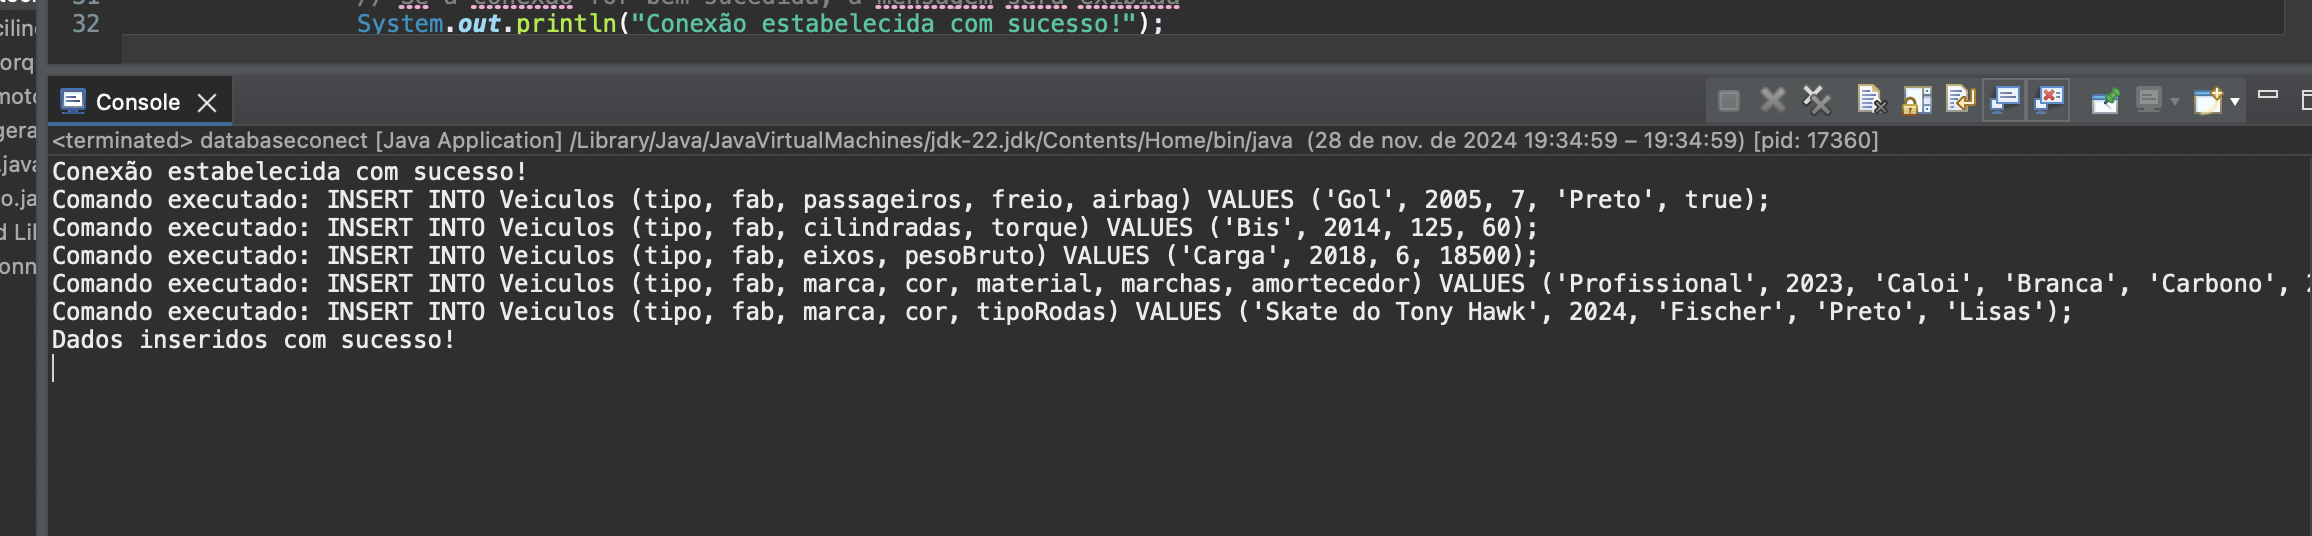 32 System.out.println("Conexão estabelecida com sucesso!");
cilin
orq
moto
gera
.java
o.ja
d Lil
onn
Console
<terminated> databaseconect [Java Application] /Library/Java/JavaVirtualMachines/jdk-22.jdk/Contents/Home/bin/java (28 de nov. de 2024 19:34:59 – 19:34:59) [pid: 17360]
Conexão estabelecida com sucesso!
Comando executado: INSERT INTO Veiculos (tipo, fab, passageiros, freio, airbag) VALUES ('Gol', 2005, 7, 'Preto', true);
Comando executado: INSERT INTO Veiculos (tipo, fab, cilindradas, torque) VALUES ('Bis', 2014, 125, 60);
Comando executado: INSERT INTO Veiculos (tipo, fab, eixos, pesoBruto) VALUES ('Carga', 2018, 6, 18500);
Comando executado: INSERT INTO Veiculos (tipo, fab, marca, cor, material, marchas, amortecedor) VALUES ('Profissional', 2023, 'Caloi', 'Branca', 'Carbono',
Comando executado: INSERT INTO Veiculos (tipo, fab, marca, cor, tipoRodas) VALUES ('Skate do Tony Hawk', 2024, 'Fischer', 'Preto', 'Lisas');
Dados inseridos com sucesso!